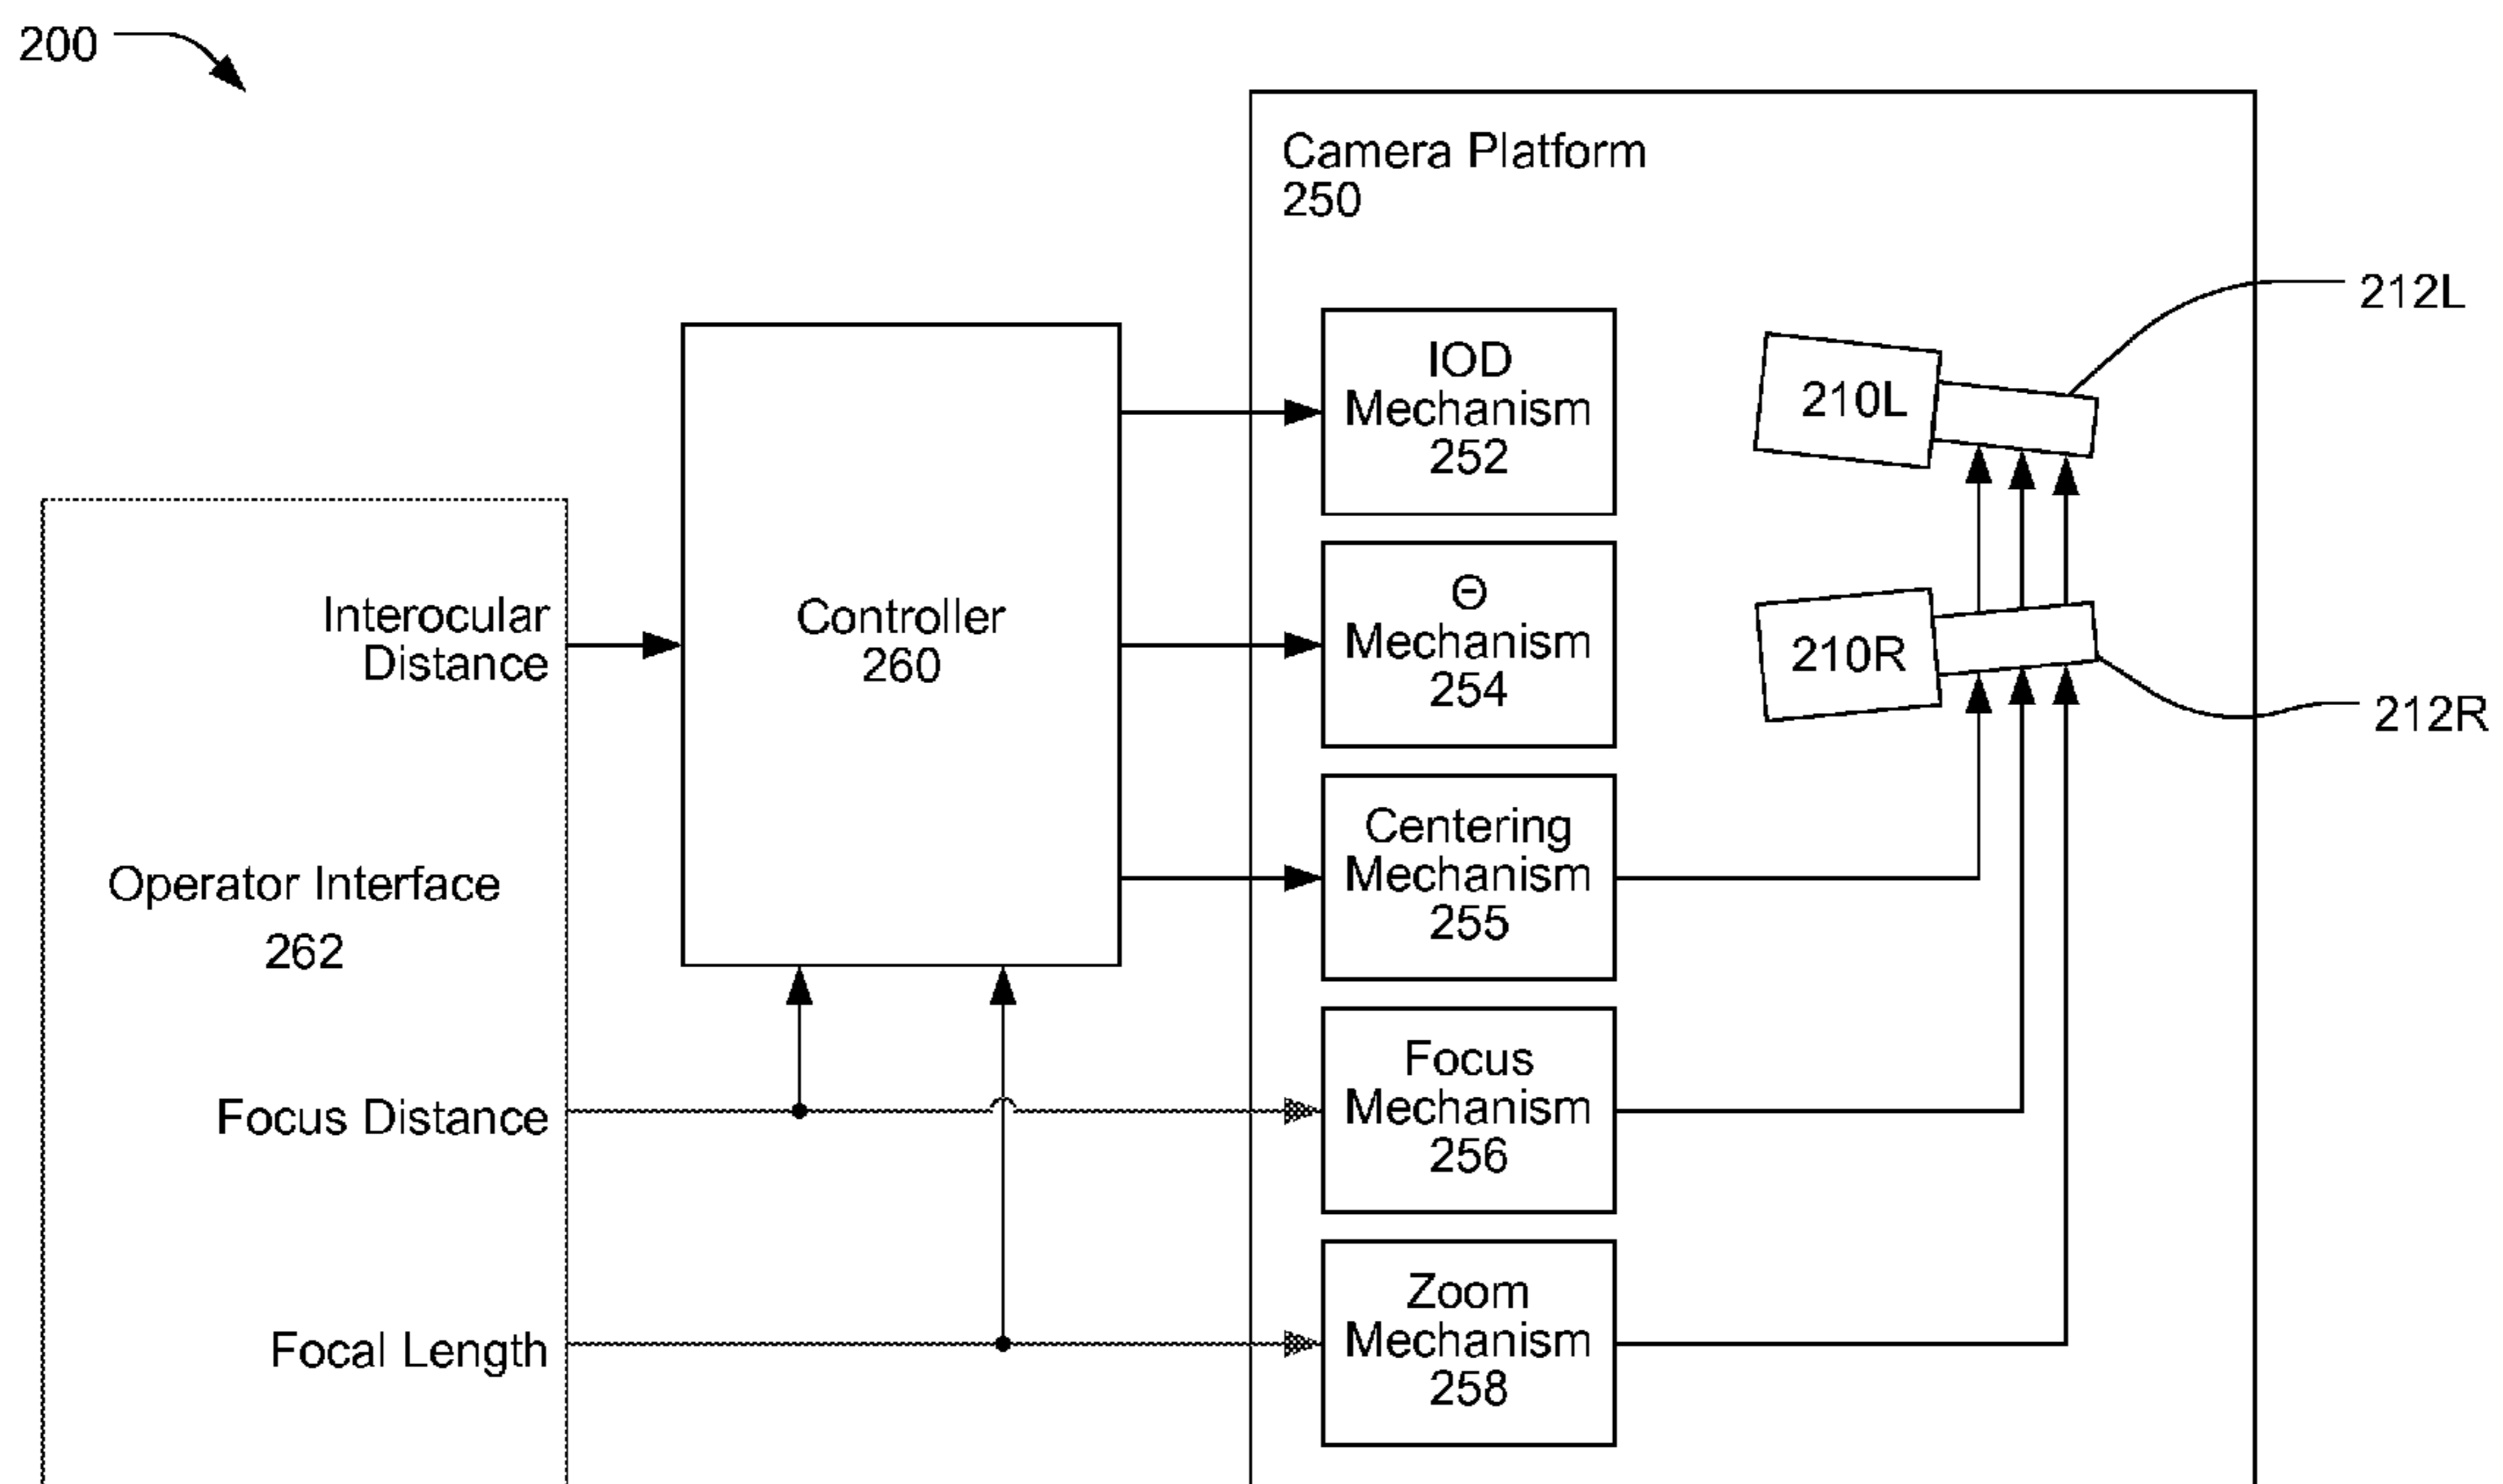 200
Camera Platform
250
212L
IOD
Mechanism
252
210L
Interocular
Distance
Controller
260
Θ
Mechanism
254
210R
212R
Operator Interface
262
Centering
Mechanism
255
Focus Distance
Focus
Mechanism
256
Focal Length
Zoom
Mechanism
258